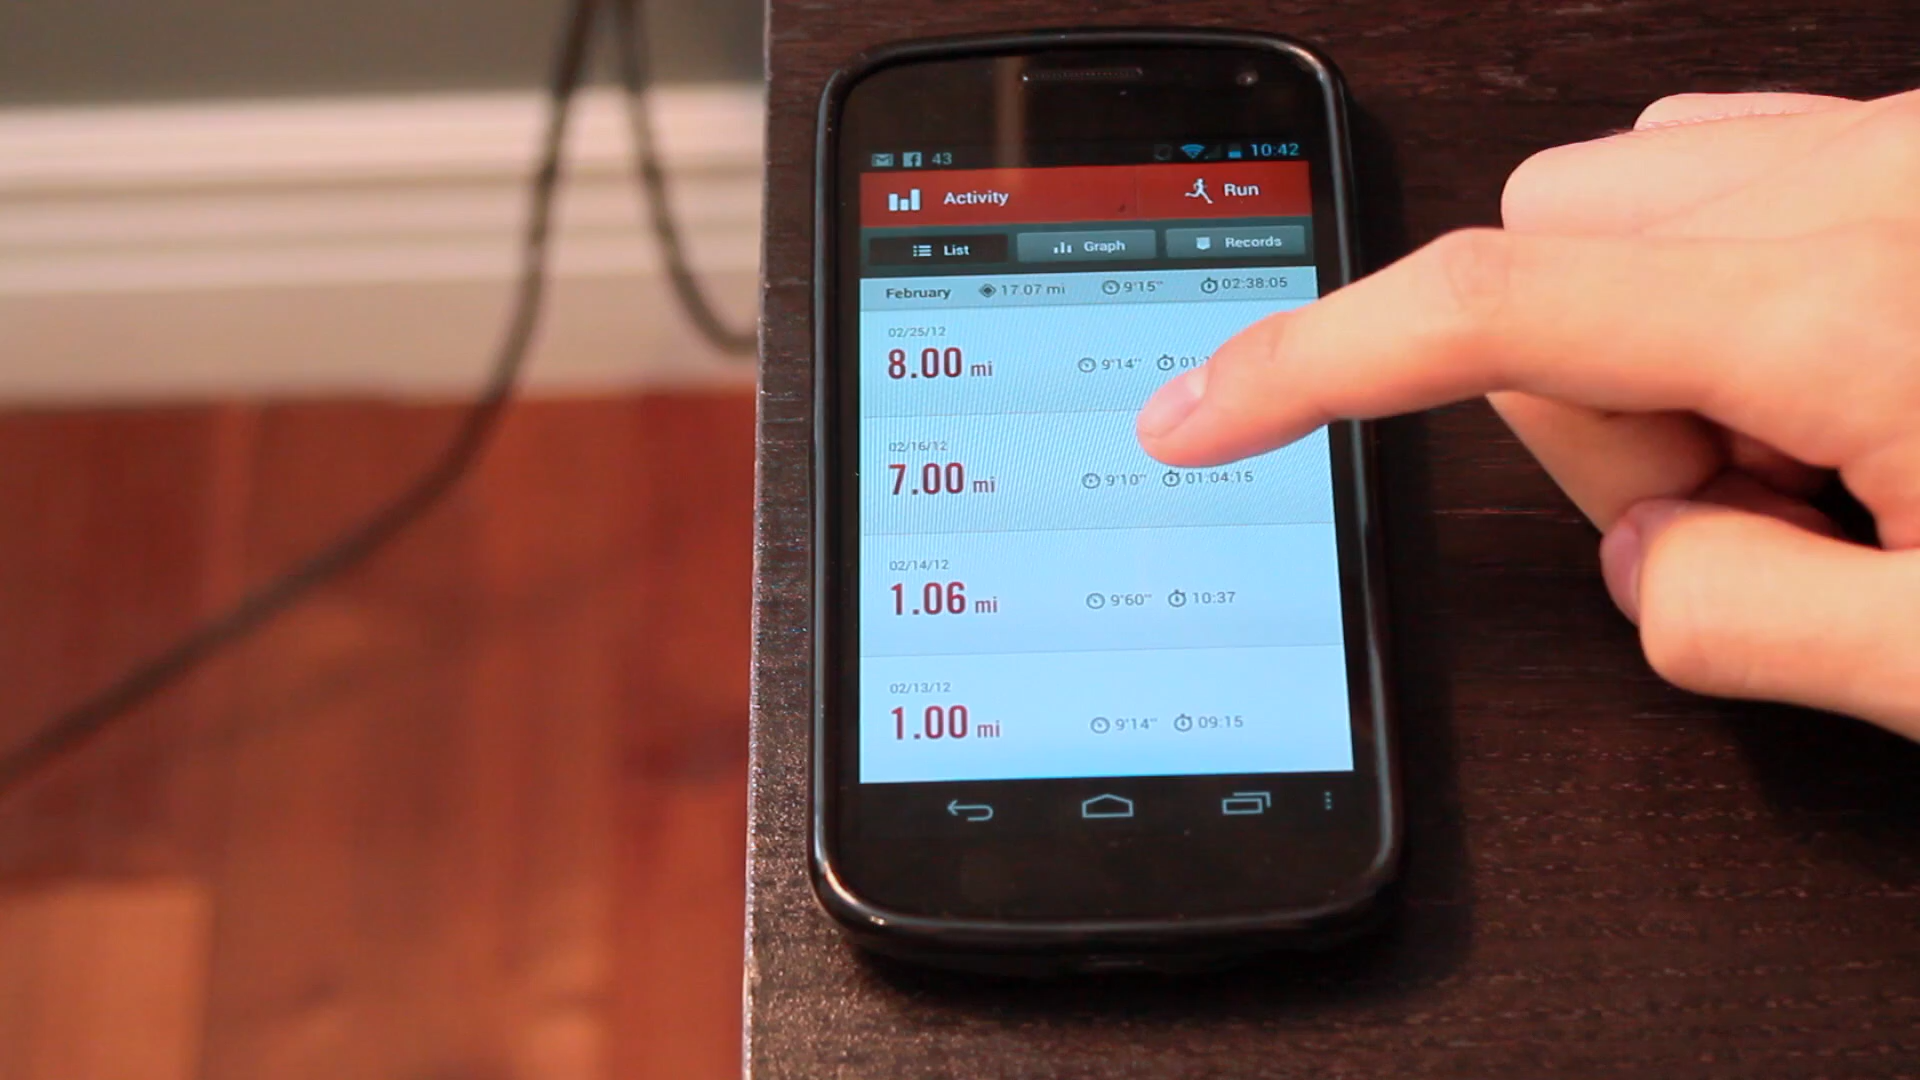 43 10:42
Activity Run
List Graph Records
February 17.07 mi 9'15" 02:38:05
02/25/12
8.00 mi 9'14" 01:
02/16/12
7.00 mi 9'10" 01:04:15
02/14/12
1.06 mi 9'60" 10:37
02/13/12
1.00 mi 9'14" 09:15